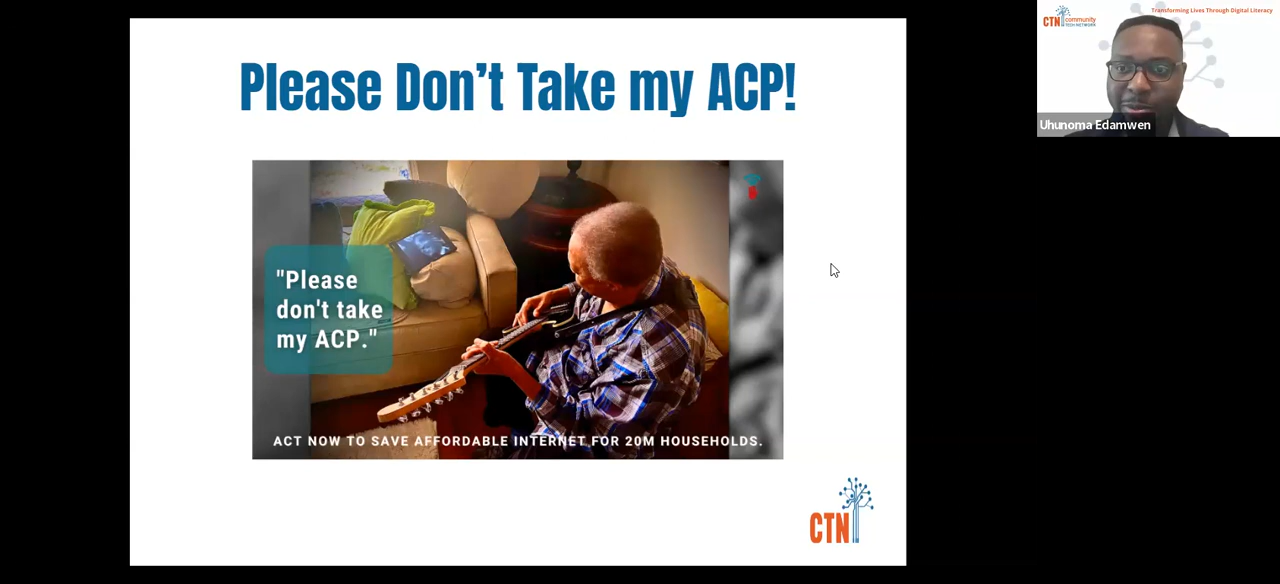 Please Don't Take my ACP!
"Please
don't take
my ACP."
ACT NOW TO SAVE AFFORDABLE INTERNET FOR 20M HOUSEHOLDS.
CTN
CTN community
TECH NETWORK
Transforming Lives Through Digital Literacy
Uhunoma Edamwen